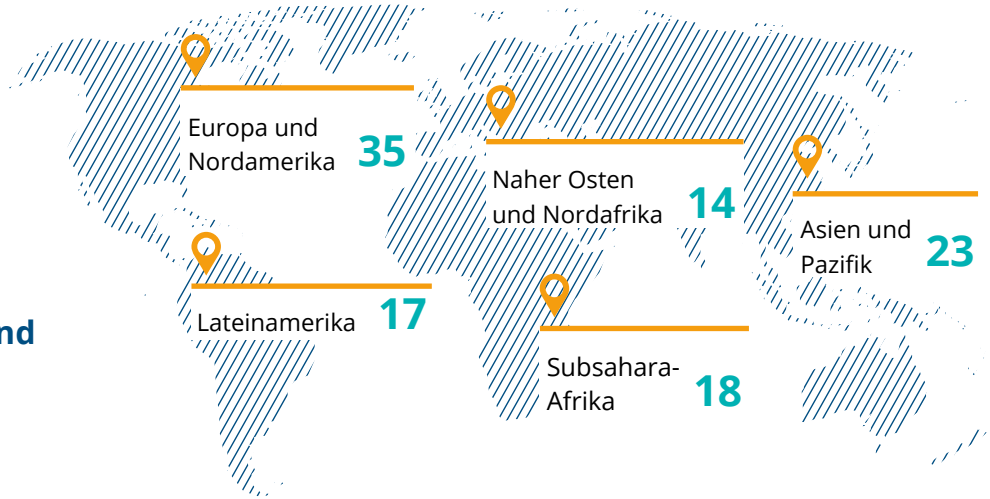 Europa und
Nordamerika
35
Naher Osten
und Nordafrika
14
Asien und
Pazifik
23
Lateinamerika
17
nd
Subsahara-
Afrika
18